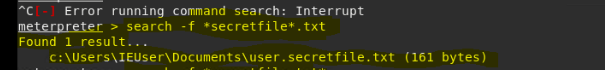 ^C[-] Error running command search: Interrupt
meterpreter > search -f *secretfile*.txt
Found 1 result...
c:\Users\IEUser\Documents\user.secretfile.txt (161 bytes)